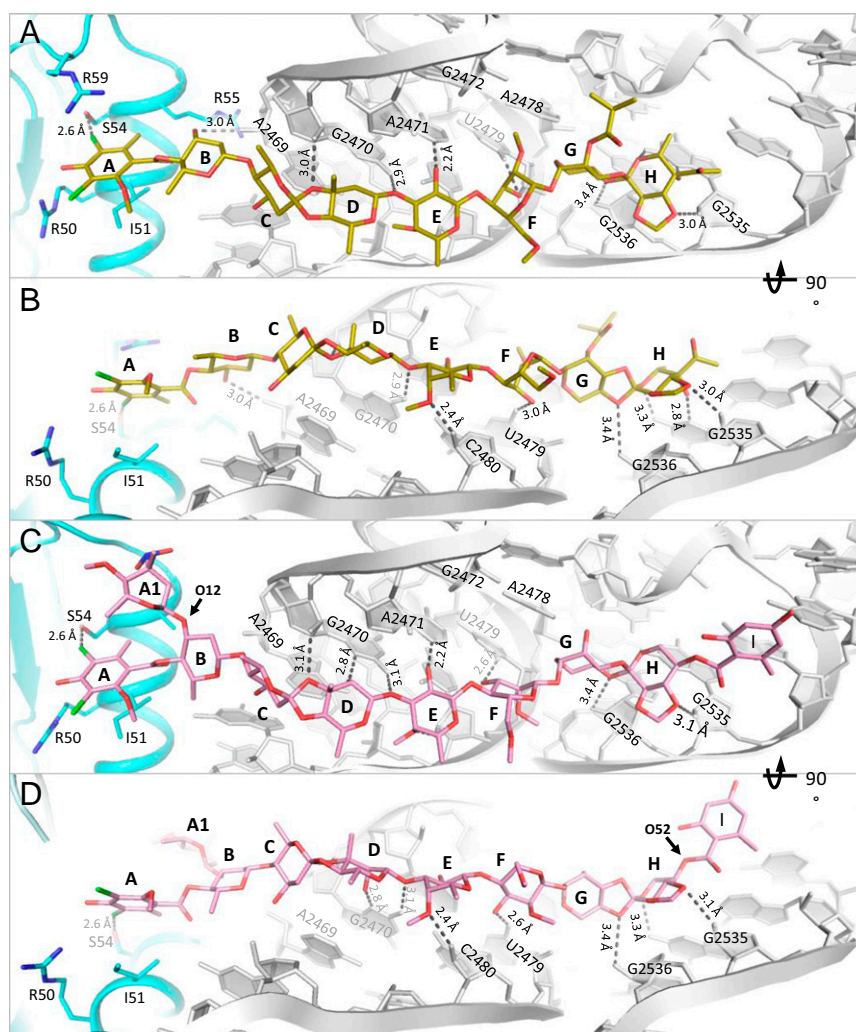 A
R59
S54
2.6 Å
R55
3.0 Å
A
B
R50
I51
A2469
G2470
3.0 Å
C
D
2.9 Å
A2471
2.2 Å
E
G2472
A2478
U2479
F
G
H
3.4 Å
G2536
3.0 Å
G2535
90
°
B
A
B
C
D
E
F
G
H
2.6 Å
S54
R50
I51
3.0 Å
A2469
G2470
2.9 Å
2.4 Å
C2480
3.0 Å
U2479
3.4 Å
3.3 Å
2.8 Å
3.0 Å
G2535
G2536
C
A1
O12
S54
2.6 Å
A
B
R50
I51
A2469
G2470
3.1 Å
2.8 Å
C
D
3.1 Å
A2471
2.2 Å
E
G2472
A2478
U2479
2.6 Å
F
G
H
I
3.4 Å
G2536
G2535
3.1 Å
90
°
D
A
A1
B
C
D
E
F
G
H
O52
I
2.6 Å
S54
R50
I51
A2469
G2470
2.8 Å
3.1 Å
2.4 Å
C2480
2.6 Å
U2479
3.4 Å
3.3 Å
3.1 Å
G2535
G2536